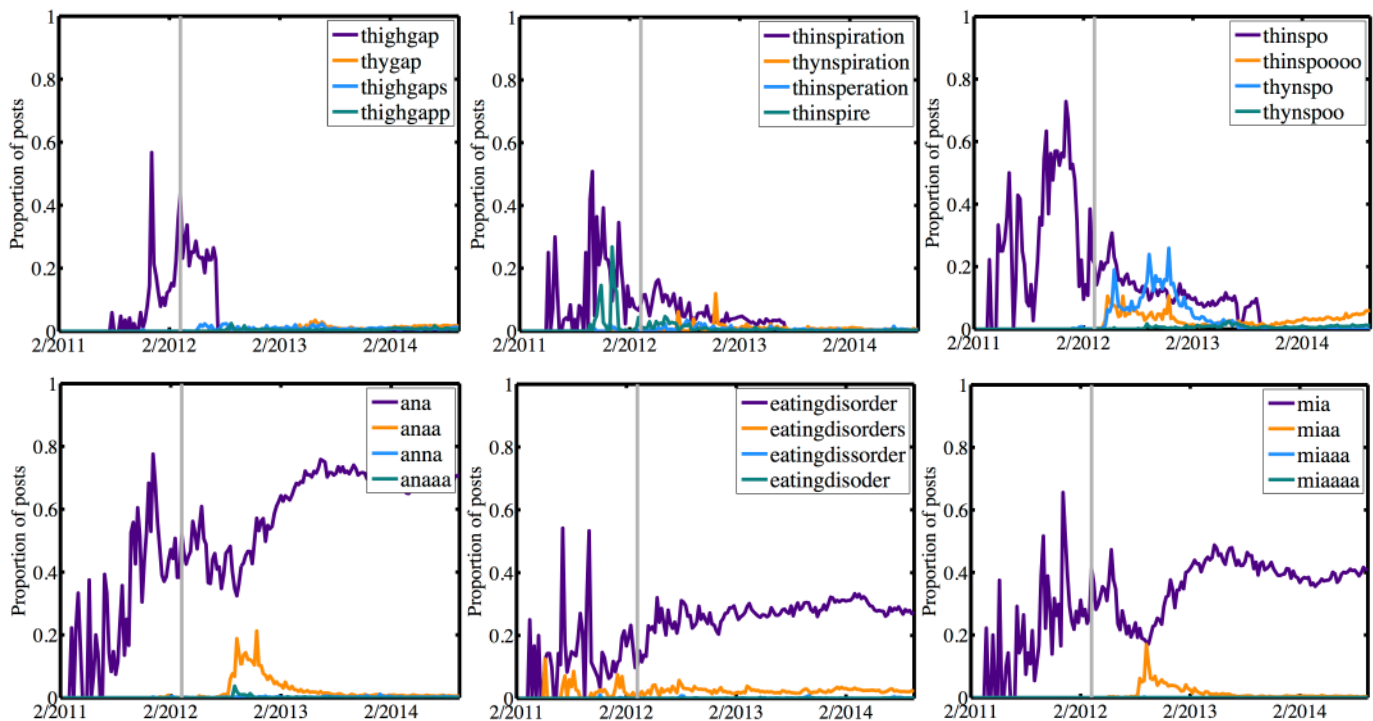 Proportion of posts
1
0.8
0.6
0.4
0.2
0
2/2011
2/2012
2/2013
2/2014
thighgap
thygap
thighgaps
thighgapp
Proportion of posts
1
0.8
0.6
0.4
0.2
0
2/2011
2/2012
2/2013
2/2014
thinspiration
thynspiration
thinsperation
thinspire
Proportion of posts
1
0.8
0.6
0.4
0.2
0
2/2011
2/2012
2/2013
2/2014
thinspo
thinspoooo
thynspo
thynspoo
Proportion of posts
1
0.8
0.6
0.4
0.2
0
2/2011
2/2012
2/2013
2/2014
ana
anaa
anna
anaaa
Proportion of posts
1
0.8
0.6
0.4
0.2
0
2/2011
2/2012
2/2013
2/2014
eatingdisorder
eatingdisorders
eatingdissorder
eatingdisoder
Proportion of posts
1
0.8
0.6
0.4
0.2
0
2/2011
2/2012
2/2013
2/2014
mia
miaa
miaaa
miaaaa